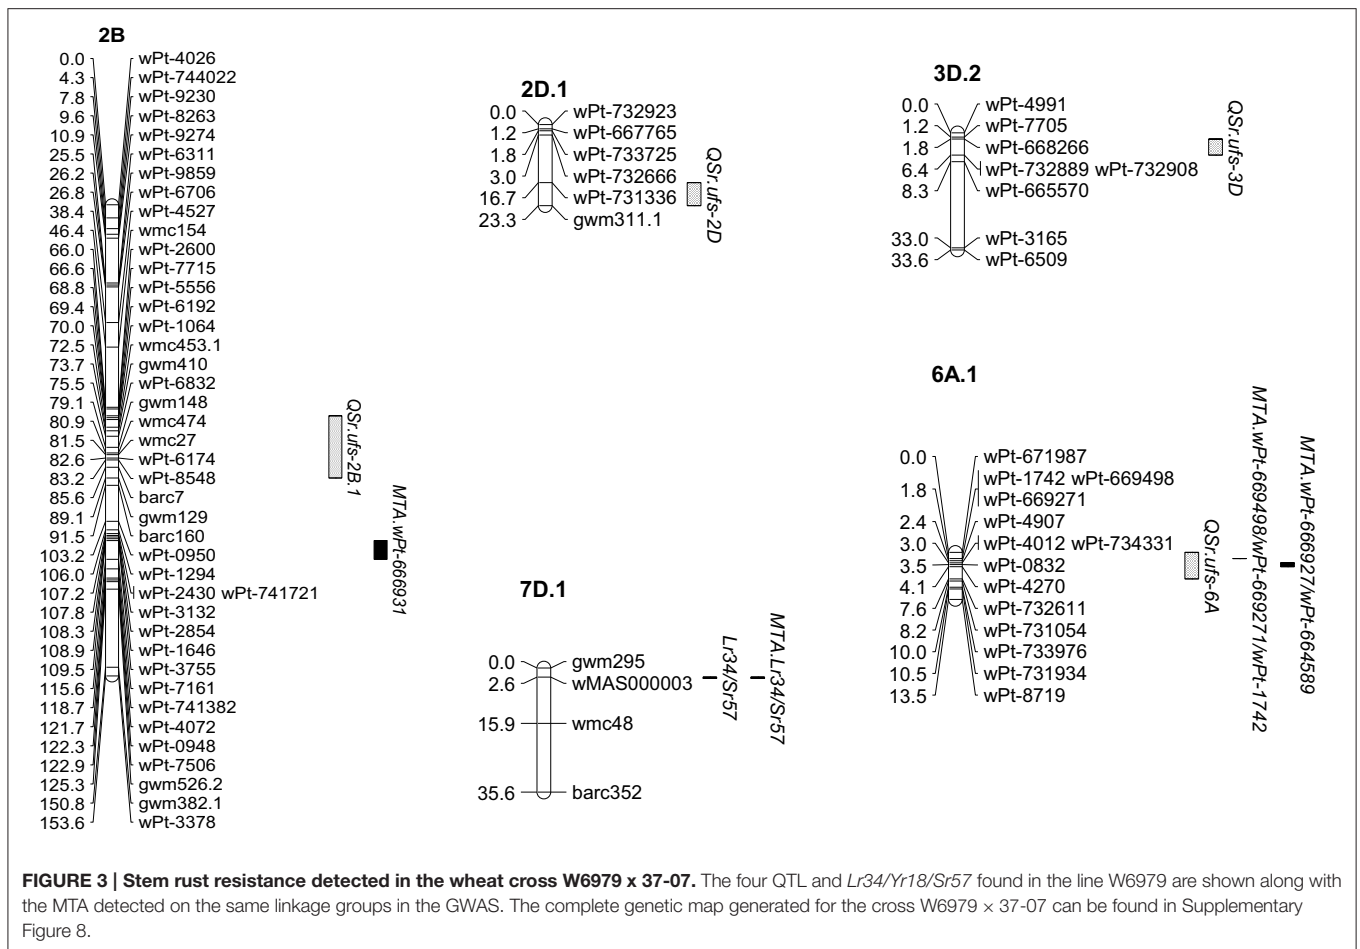 2B
0.0 wPt-4026
4.3 wPt-744022
7.8 wPt-9230
9.6 wPt-8263
10.9 wPt-9274
25.5 wPt-6311
26.2 wPt-9859
26.8 wPt-6706
38.4 wPt-4527
46.4 wmc154
66.0 wPt-2600
66.6 wPt-7715
68.8 wPt-5556
69.4 wPt-6192
70.0 wPt-1064
72.5 wmc453.1
73.7 gwm410
75.5 wPt-6832
79.1 gwm148
80.9 wmc474
81.5 wmc27
82.6 wPt-6174
83.2 wPt-8548
85.6 barc7
89.1 gwm129
91.5 barc160
103.2 wPt-0950
106.0 wPt-1294
107.2 wPt-2430 wPt-741721
107.8 wPt-3132
108.3 wPt-2854
108.9 wPt-1646
109.5 wPt-3755
115.6 wPt-7161
118.7 wPt-741382
121.7 wPt-4072
122.3 wPt-0948
122.9 wPt-7506
125.3 gwm526.2
150.8 gwm382.1
153.6 wPt-3378
QSr.ufs-2B.1
MTA.wPt-666931
2D.1
0.0 wPt-732923
1.2 wPt-667765
1.8 wPt-733725
3.0 wPt-732666
16.7 wPt-731336
23.3 gwm311.1
QSr.ufs-2D
3D.2
0.0 wPt-4991
1.2 wPt-7705
1.8 wPt-668266
6.4 wPt-732889 wPt-732908
8.3 wPt-665570
33.0 wPt-3165
33.6 wPt-6509
QSr.ufs-3D
6A.1
0.0 wPt-671987
wPt-1742 wPt-669498
1.8 wPt-669271
2.4 wPt-4907
3.0 wPt-4012 wPt-734331
3.5 wPt-0832
4.1 wPt-4270
7.6 wPt-732611
8.2 wPt-731054
10.0 wPt-733976
10.5 wPt-731934
13.5 wPt-8719
QSr.ufs-6A
MTA.wPt-669498/wPt-669271/wPt-1742
MTA.wPt-666927/wPt-664589
7D.1
0.0 gwm295
2.6 wMAS000003
15.9 wmc48
35.6 barc352
Lr34/Sr57
MTA.Lr34/Sr57
FIGURE 3 | Stem rust resistance detected in the wheat cross W6979 x 37-07. The four QTL and Lr34/Yr18/Sr57 found in the line W6979 are shown along with
the MTA detected on the same linkage groups in the GWAS. The complete genetic map generated for the cross W6979 × 37-07 can be found in Supplementary
Figure 8.